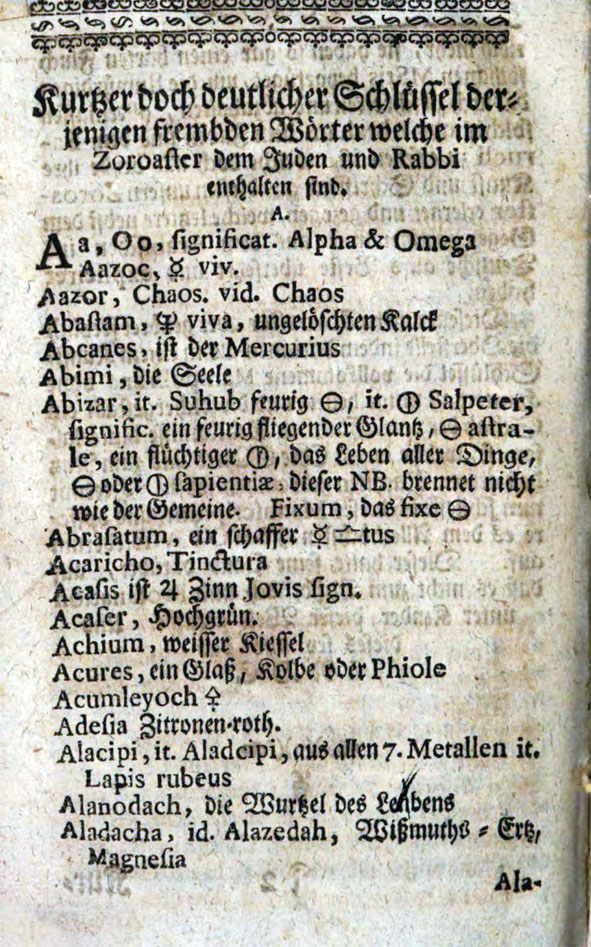 Kurtzer doch deutlicher Schlüssel der-
jenigen frembden Wörter welche im
Zoroaster dem Juden und Rabbi
enthalten sind.
A.
Aa, Oo, significat. Alpha & Omega
Aazoc, ☿ viv.
Aazor, Chaos. vid. Chaos
Abastam, 🜍 viva, ungelöschten Kalck
Abcanes, ist der Mercurius
Abimi, die Seele
Abizar, it. Suhub feurig 🜔, it. 🜕 Salpeter,
signific. ein feurig fliegender Glantz, 🜔 astra-
le, ein flüchtiger 🜕, das Leben aller Dinge,
🜔 oder 🜕 sapientiæ, dieser NB. brennet nicht
wie der Gemeine. Fixum, das fixe 🜔
Abrasatum, ein schaffer ☿ ♎tus
Acaricho, Tinctura
Acasis ist ♃ Zinn Jovis sign.
Acaser, Hochgrün.
Achium, weisser Kiessel
Acures, ein Glaß, Kolbe oder Phiole
Acumleyoch 🜍
Adesia Zitronen-roth.
Alacipi, it. Aladcipi, aus allen 7. Metallen it.
Lapis rubeus
Alanodach, die Wurtzel des Lehbens
Aladacha, id. Alazedah, Wißmuths-Ertz,
Magnesia
Ala-